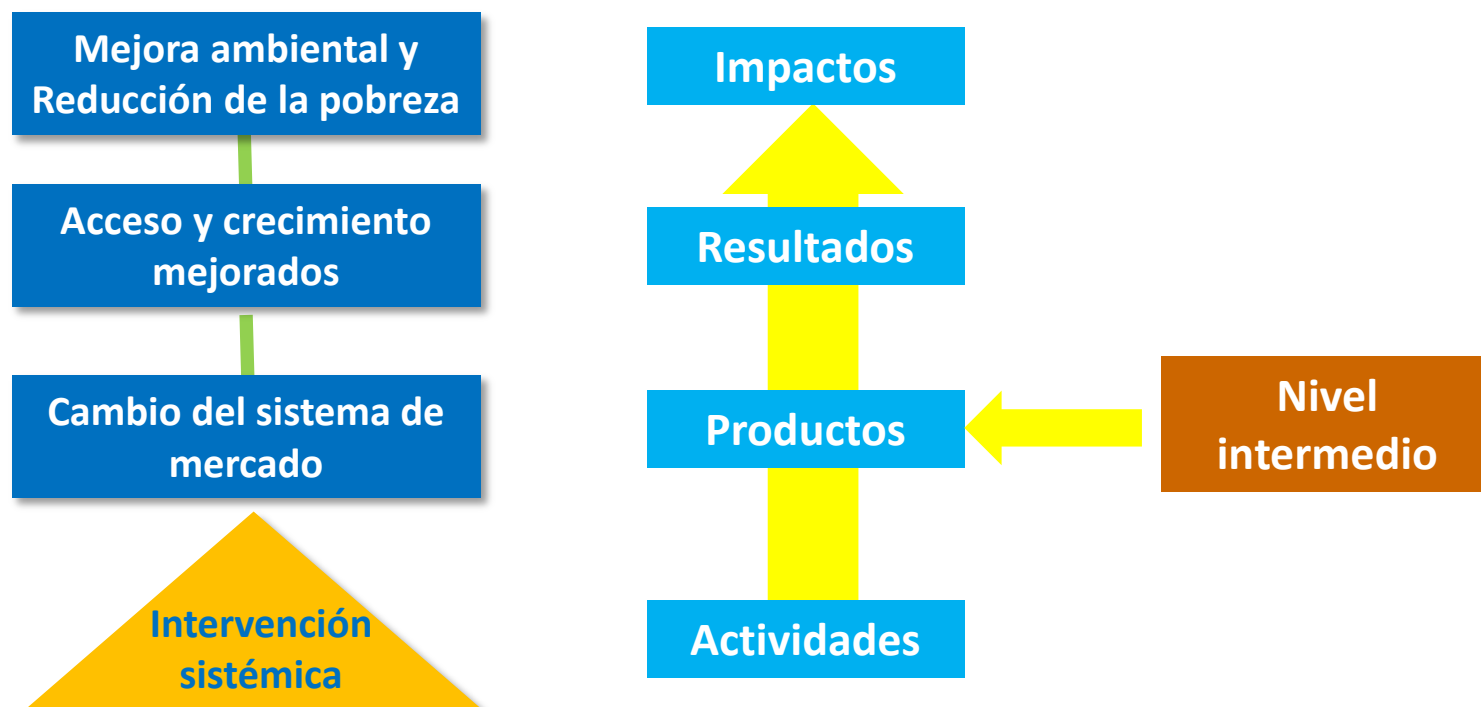 Mejora ambiental y
Reducción de la pobreza
Acceso y crecimiento
mejorados
Cambio del sistema de
mercado
Intervención
sistémica
Impactos
Resultados
Productos
Actividades
Nivel
intermedio